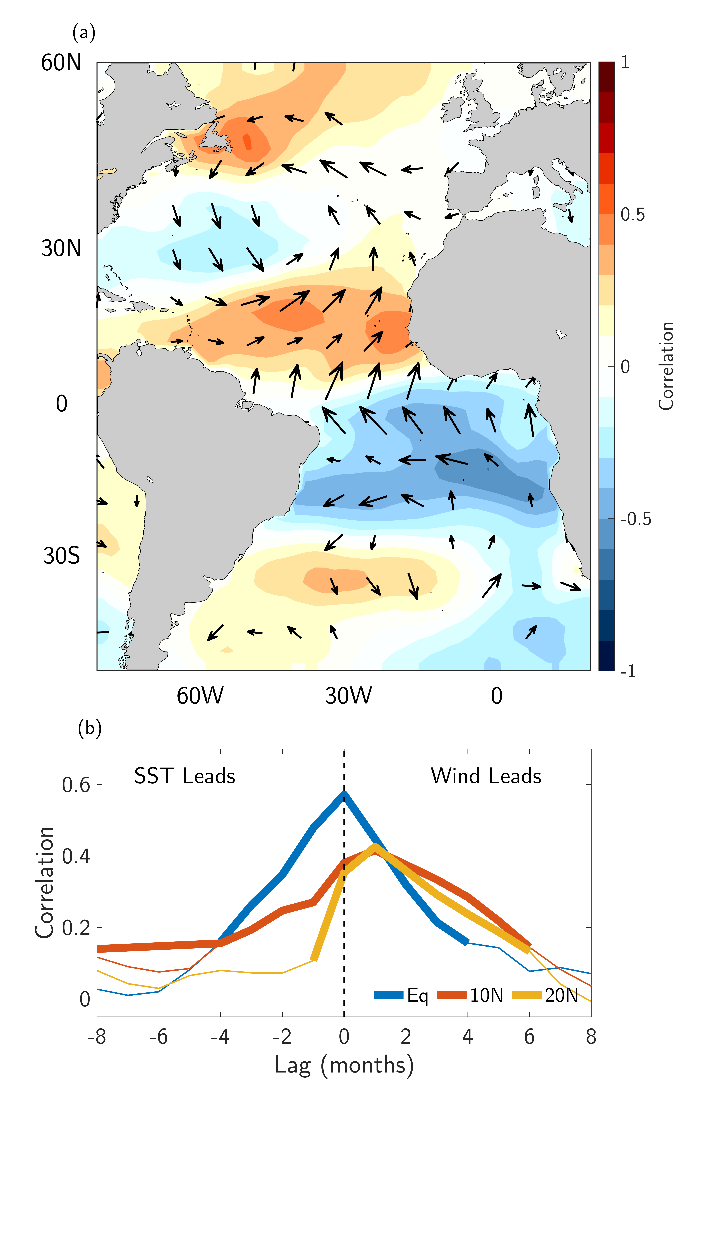 (a)
60N
30N
0
30S
60W
30W
0
1
0.5
0
-0.5
-1
Correlation
(b)
SST Leads
Wind Leads
0.6
0.4
0.2
0
Correlation
Eq
10N
20N
-8
-6
-4
-2
0
2
4
6
8
Lag (months)